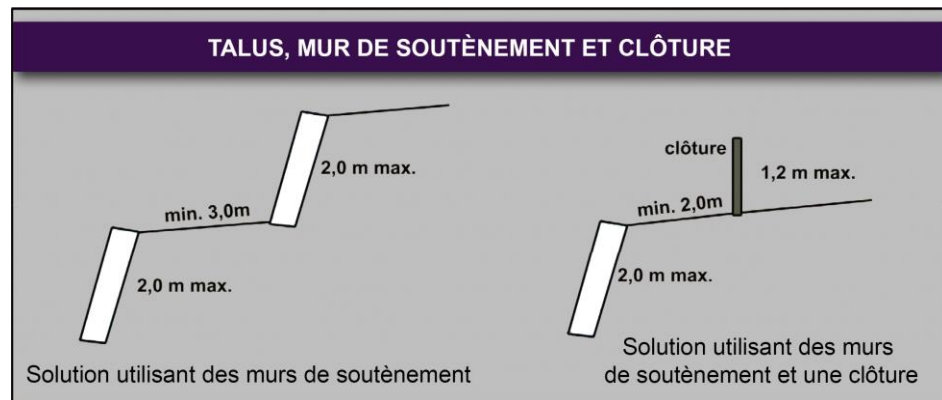 TALUS, MUR DE SOUTÈNEMENT ET CLÔTURE
2,0 m max.
min. 3,0m
2,0 m max.
Solution utilisant des murs de soutènement
clôture
1,2 m max.
min. 2,0m
2,0 m max.
Solution utilisant des murs
de soutènement et une clôture